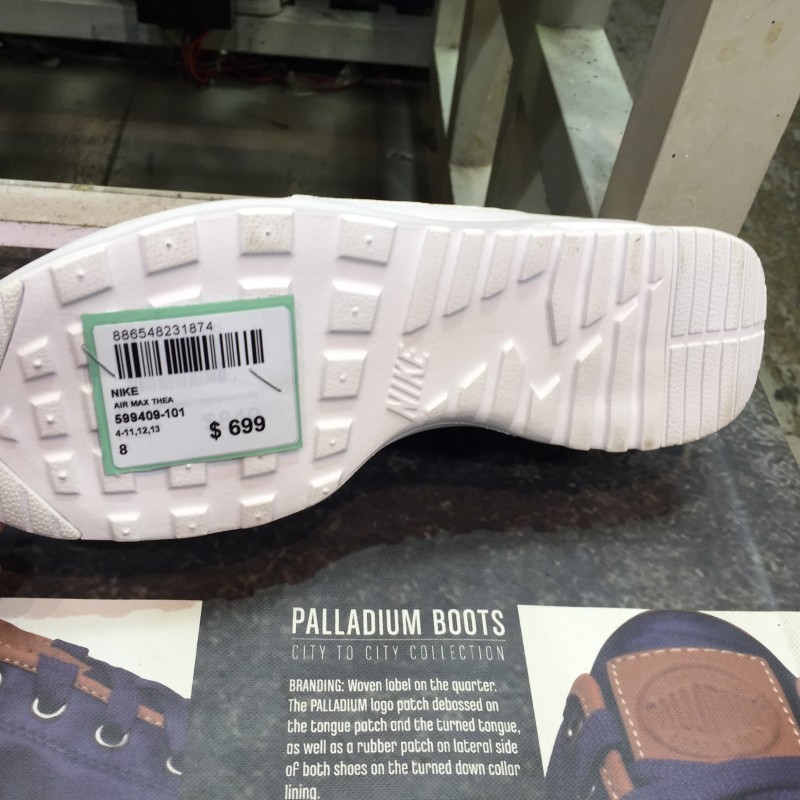 886548231874
NIKE
AIR MAX THEA
599409-101
4-11,12,13
$ 699
8
NIKE
PALLADIUM BOOTS
CITY TO CITY COLLECTION
BRANDING: Woven label on the quarter.
The PALLADIUM logo patch debossed on
the tongue patch and the turned tongue,
as well as a rubber patch on lateral side
of both shoes on the turned down collar
lining.